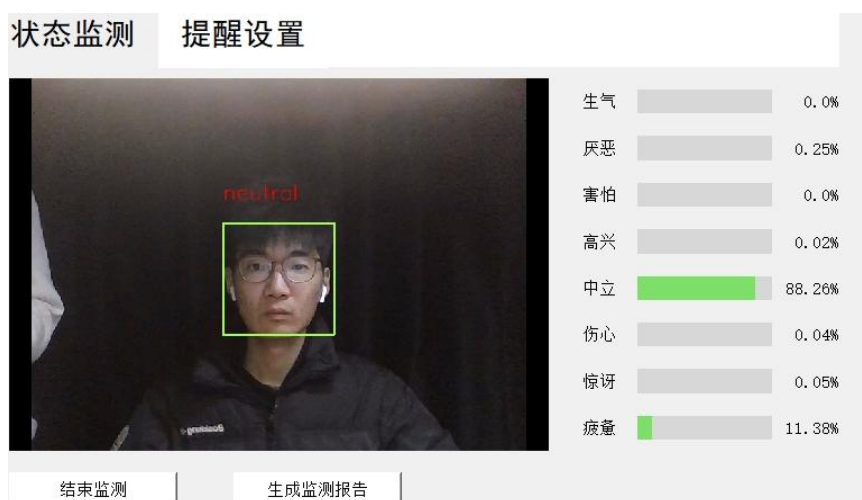 状态监测 提醒设置
neutral
生气 0.0%
厌恶 0.25%
害怕 0.0%
高兴 0.02%
中立 88.26%
伤心 0.04%
惊讶 0.05%
疲惫 11.38%
结束监测 生成监测报告